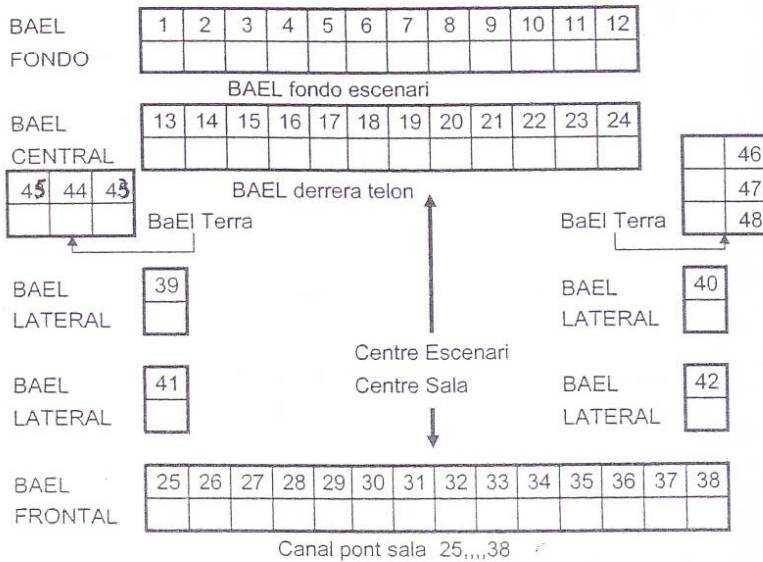 BAEL 1 2 3 4 5 6 7 8 9 10 11 12
FONDO
BAEL fondo escenari
BAEL 13 14 15 16 17 18 19 20 21 22 23 24
CENTRAL
46
45 44 43
BAEL derrera telon
47
BaEl Terra
BaEl Terra
48
BAEL 39
LATERAL
BAEL 40
LATERAL
Centre Escenari
BAEL 41
LATERAL
Centre Sala
BAEL 42
LATERAL
BAEL 25 26 27 28 29 30 31 32 33 34 35 36 37 38
FRONTAL
Canal pont sala 25,,,,38